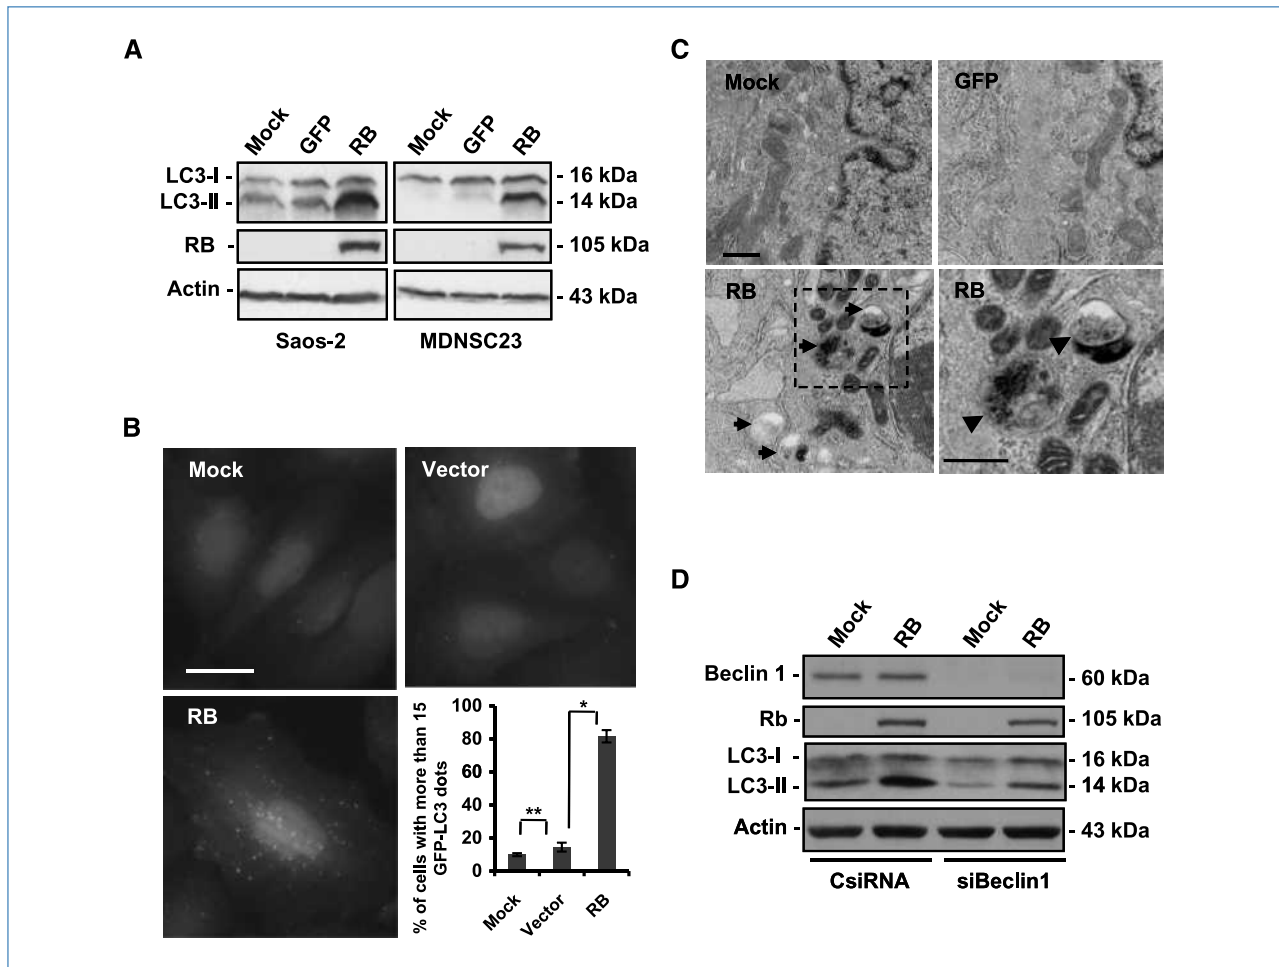 A
Mock GFP RB Mock GFP RB
LC3-I - - 16 kDa
LC3-II - - 14 kDa
RB - - 105 kDa
Actin - - 43 kDa
Saos-2 MDNSC23
B
Mock
Vector
RB
% of cells with more than 15
GFP-LC3 dots
100
80
60
40
20
0
**
*
Mock Vector RB
C
Mock
GFP
RB
RB
D
Mock RB Mock RB
Beclin 1 - - 60 kDa
Rb - - 105 kDa
LC3-I - - 16 kDa
LC3-II - - 14 kDa
Actin - - 43 kDa
CsiRNA siBeclin1